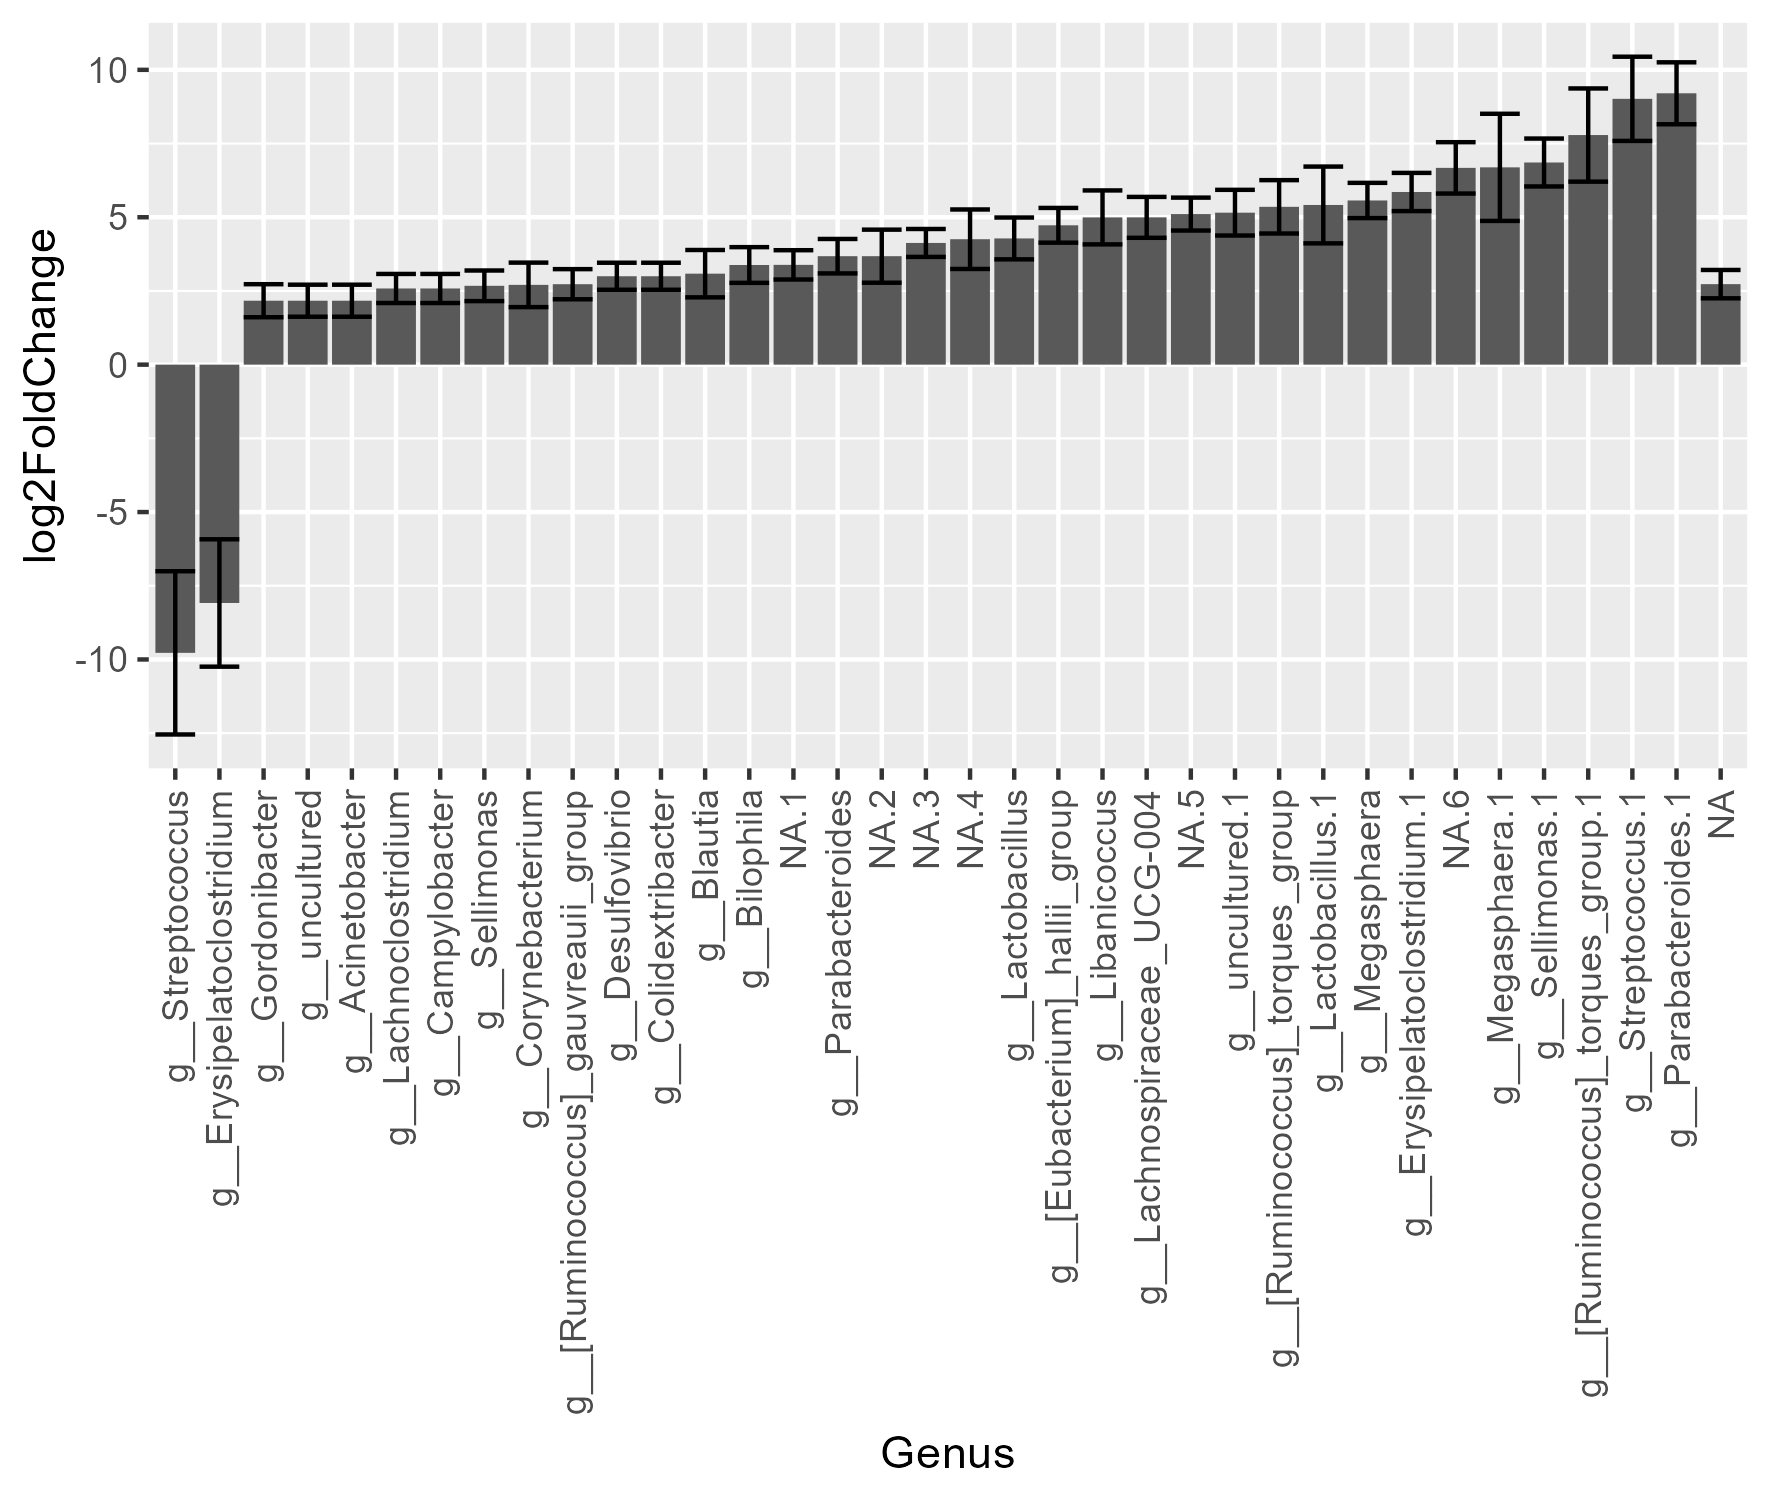 log2FoldChange
10
5
0
-5
-10
g__Streptococcus
g__Erysipelatoclostridium
g__Gordonibacter
g__uncultured
g__Acinetobacter
g__Lachnoclostridium
g__Campylobacter
g__Sellimonas
g__Corynebacterium
g__[Ruminococcus]_gauvreauii_group
g__Desulfovibrio
g__Colidextribacter
g__Blautia
g__Bilophila
NA.1
g__Parabacteroides
NA.2
NA.3
NA.4
g__Lactobacillus
g__[Eubacterium]_hallii_group
g__Libanicoccus
g__Lachnospiraceae_UCG-004
NA.5
g__uncultured.1
g__[Ruminococcus]_torques_group
g__Lactobacillus.1
g__Megasphaera
g__Erysipelatoclostridium.1
NA.6
g__Megasphaera.1
g__Sellimonas.1
g__[Ruminococcus]_torques_group.1
g__Streptococcus.1
g__Parabacteroides.1
NA
Genus